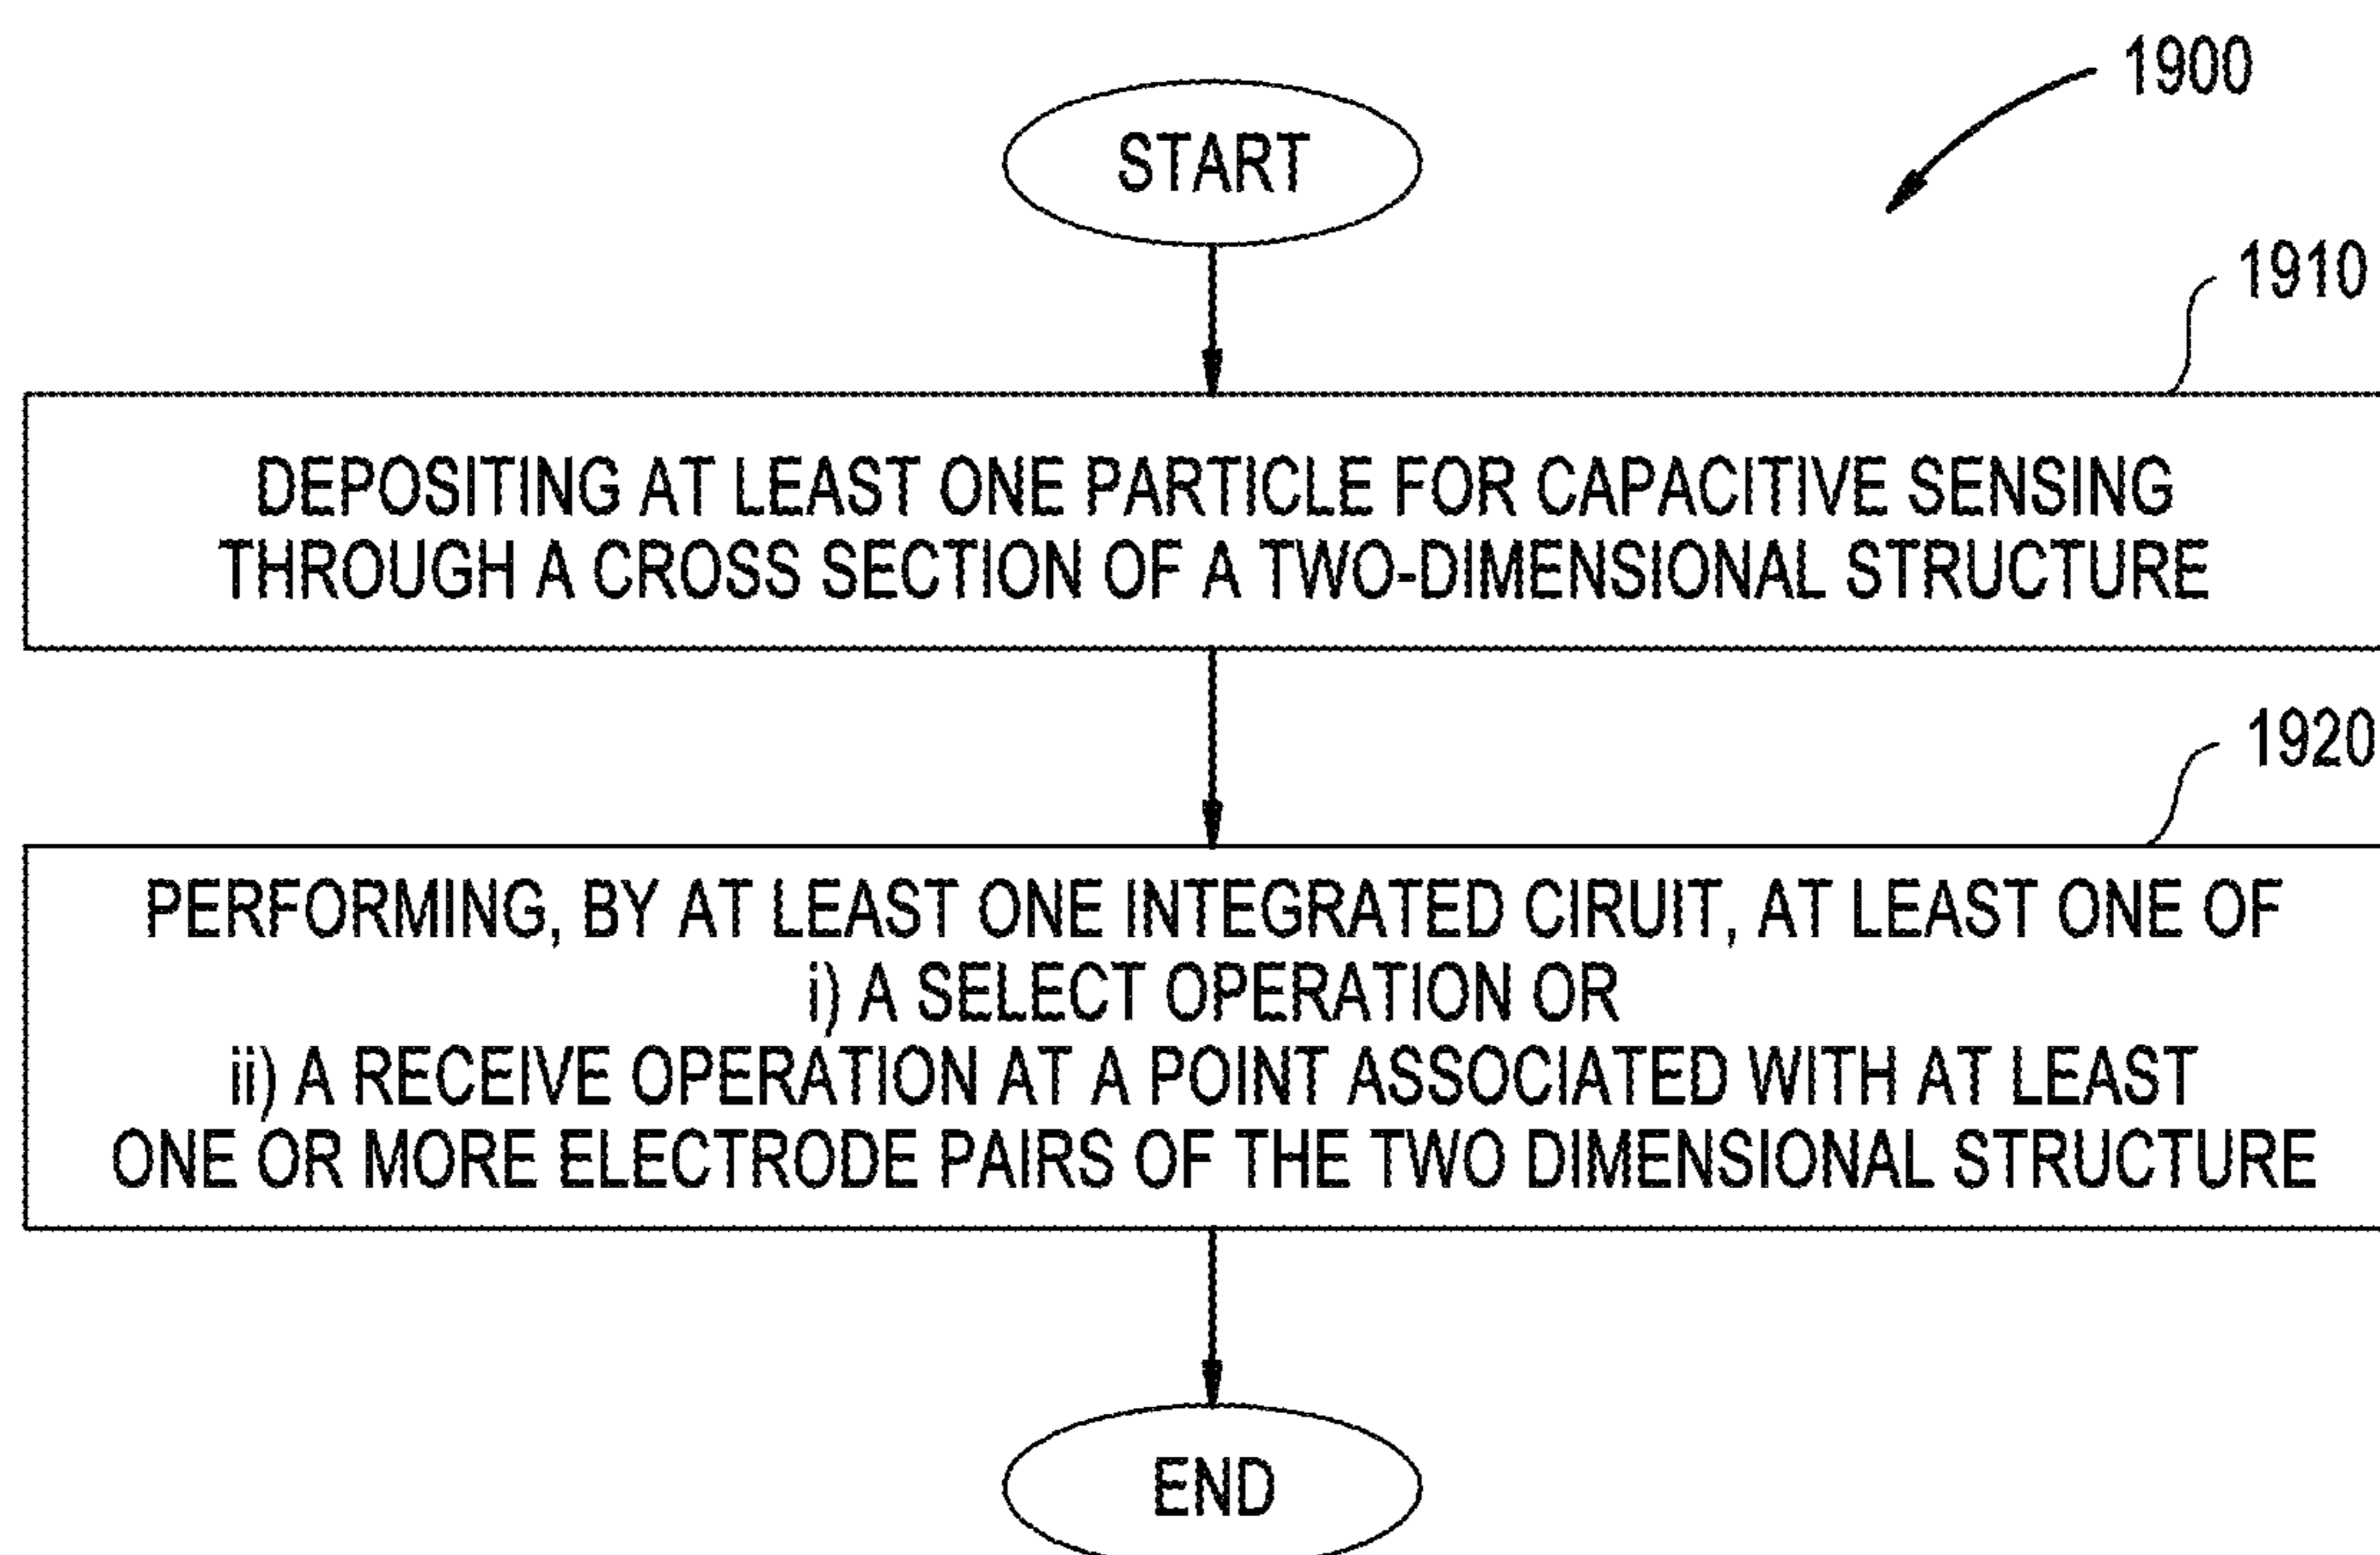 1900
START
1910
DEPOSITING AT LEAST ONE PARTICLE FOR CAPACITIVE SENSING
THROUGH A CROSS SECTION OF A TWO-DIMENSIONAL STRUCTURE
1920
PERFORMING, BY AT LEAST ONE INTEGRATED CIRUIT, AT LEAST ONE OF
i) A SELECT OPERATION OR
ii) A RECEIVE OPERATION AT A POINT ASSOCIATED WITH AT LEAST
ONE OR MORE ELECTRODE PAIRS OF THE TWO DIMENSIONAL STRUCTURE
END